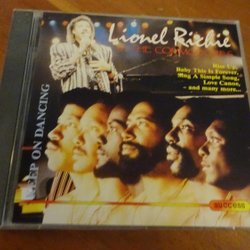 Lionel Richie
THE COMMODORES
Rise Up,
Baby This Is Forever,
Sing A Simple Song,
Love Canos,
- and many more...
KEEP ON DANCING
success